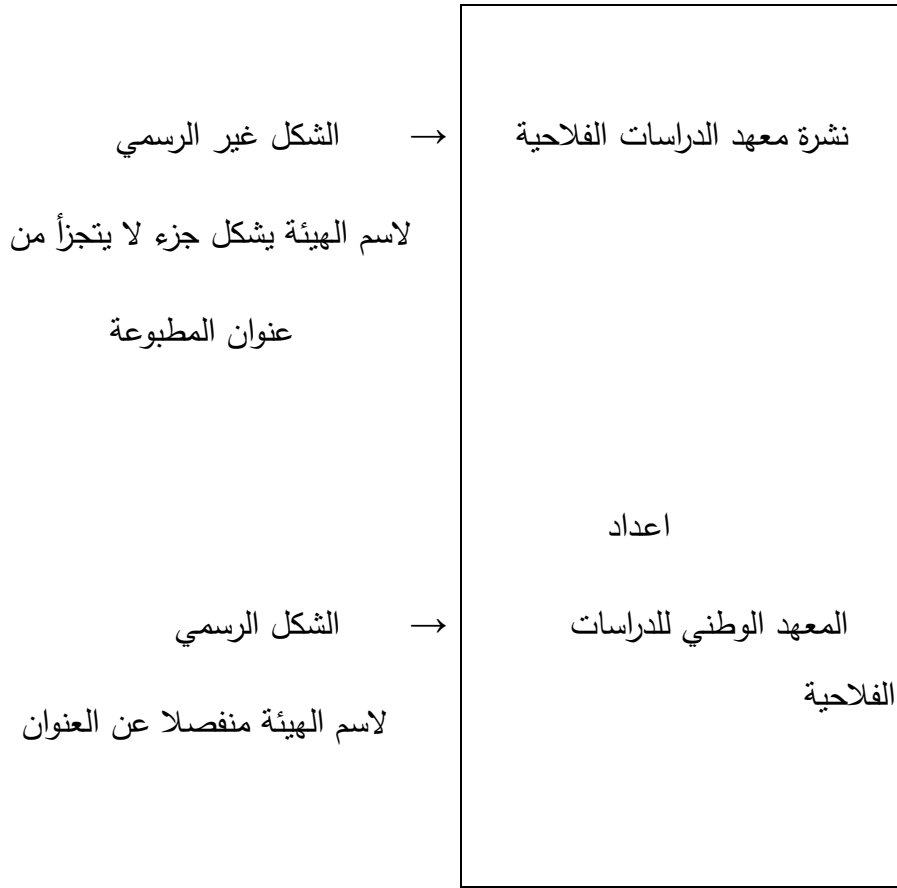 نشرة معهد الدراسات الفلاحية → الشكل غير الرسمي
لاسم الهيئة يشكل جزء لا يتجزأ من
عنوان المطبوعة
اعداد
المعهد الوطني للدراسات → الشكل الرسمي
الفلاحية
لاسم الهيئة منفصلا عن العنوان